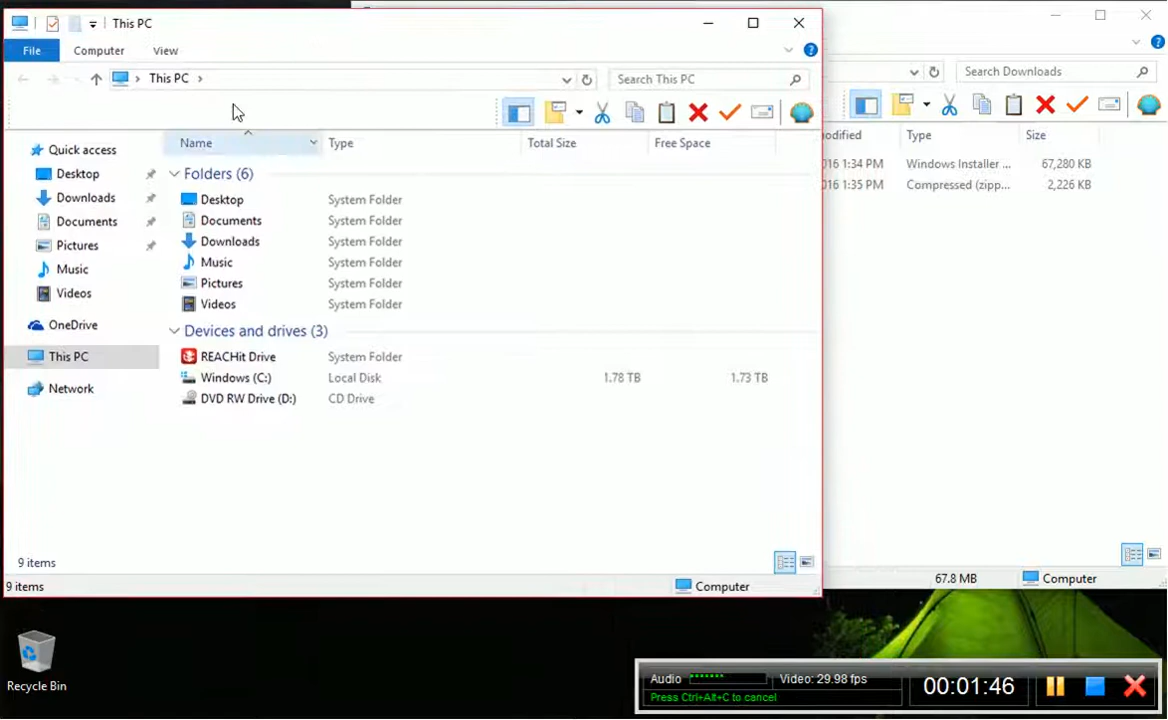 This PC
File Computer View
This PC Search This PC
Search Downloads
Name Type Total Size Free Space
Type Size
Quick access
Desktop
Downloads
Documents
Pictures
Music
Videos
OneDrive
This PC
Network
Folders (6)
Desktop System Folder
Documents System Folder
Downloads System Folder
Music System Folder
Pictures System Folder
Videos System Folder
Devices and drives (3)
REACHit Drive System Folder
Windows (C:) Local Disk 1.78 TB 1.73 TB
DVD RW Drive (D:) CD Drive
9 items
9 items Computer
1:34 PM Windows Installer ... 67,280 KB
1:35 PM Compressed (zipp... 2,226 KB
67.8 MB Computer
Recycle Bin
Audio Video: 29.98 fps
Press Ctrl+Alt+C to cancel
00:01:46